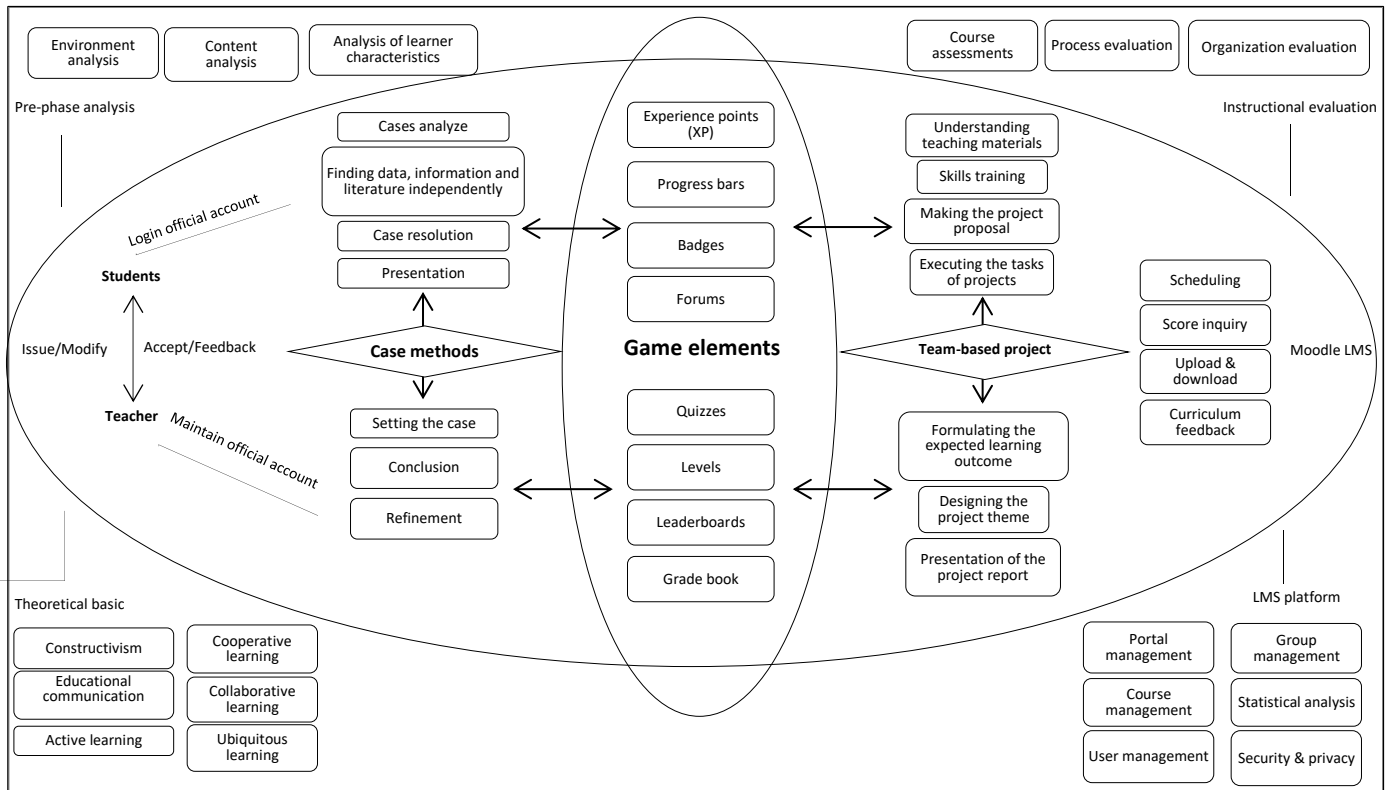 Environment
analysis
Content
analysis
Analysis of learner
characteristics
Course
assessments
Process evaluation
Organization evaluation
Pre-phase analysis
Instructional evaluation
Login official account
Students
Issue/Modify
Accept/Feedback
Teacher
Maintain official account
Cases analyze
Finding data, information and
literature independently
Case resolution
Presentation
Case methods
Setting the case
Conclusion
Refinement
Experience points
(XP)
Progress bars
Badges
Forums
Game elements
Quizzes
Levels
Leaderboards
Grade book
Understanding
teaching materials
Skills training
Making the project
proposal
Executing the tasks
of projects
Team-based project
Formulating the
expected learning
outcome
Designing the
project theme
Presentation of the
project report
Scheduling
Score inquiry
Upload &
download
Curriculum
feedback
Moodle LMS
Theoretical basic
Constructivism
Educational
communication
Active learning
Cooperative
learning
Collaborative
learning
Ubiquitous
learning
LMS platform
Portal
management
Course
management
User management
Group
management
Statistical analysis
Security & privacy